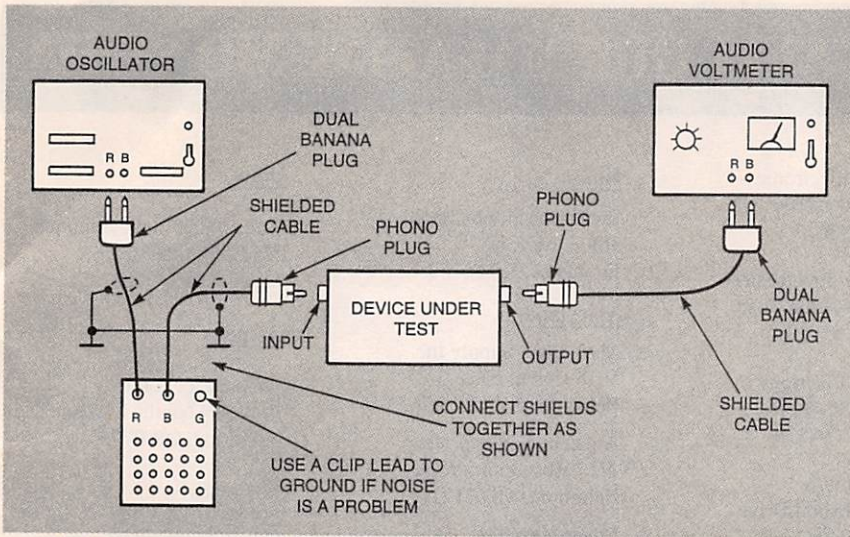 AUDIO
OSCILLATOR
R B
DUAL
BANANA
PLUG
SHIELDED
CABLE
PHONO
PLUG
INPUT
DEVICE UNDER
TEST
OUTPUT
PHONO
PLUG
AUDIO
VOLTMETER
R B
DUAL
BANANA
PLUG
SHIELDED
CABLE
CONNECT SHIELDS
TOGETHER AS
SHOWN
R B G
USE A CLIP LEAD TO
GROUND IF NOISE
IS A PROBLEM